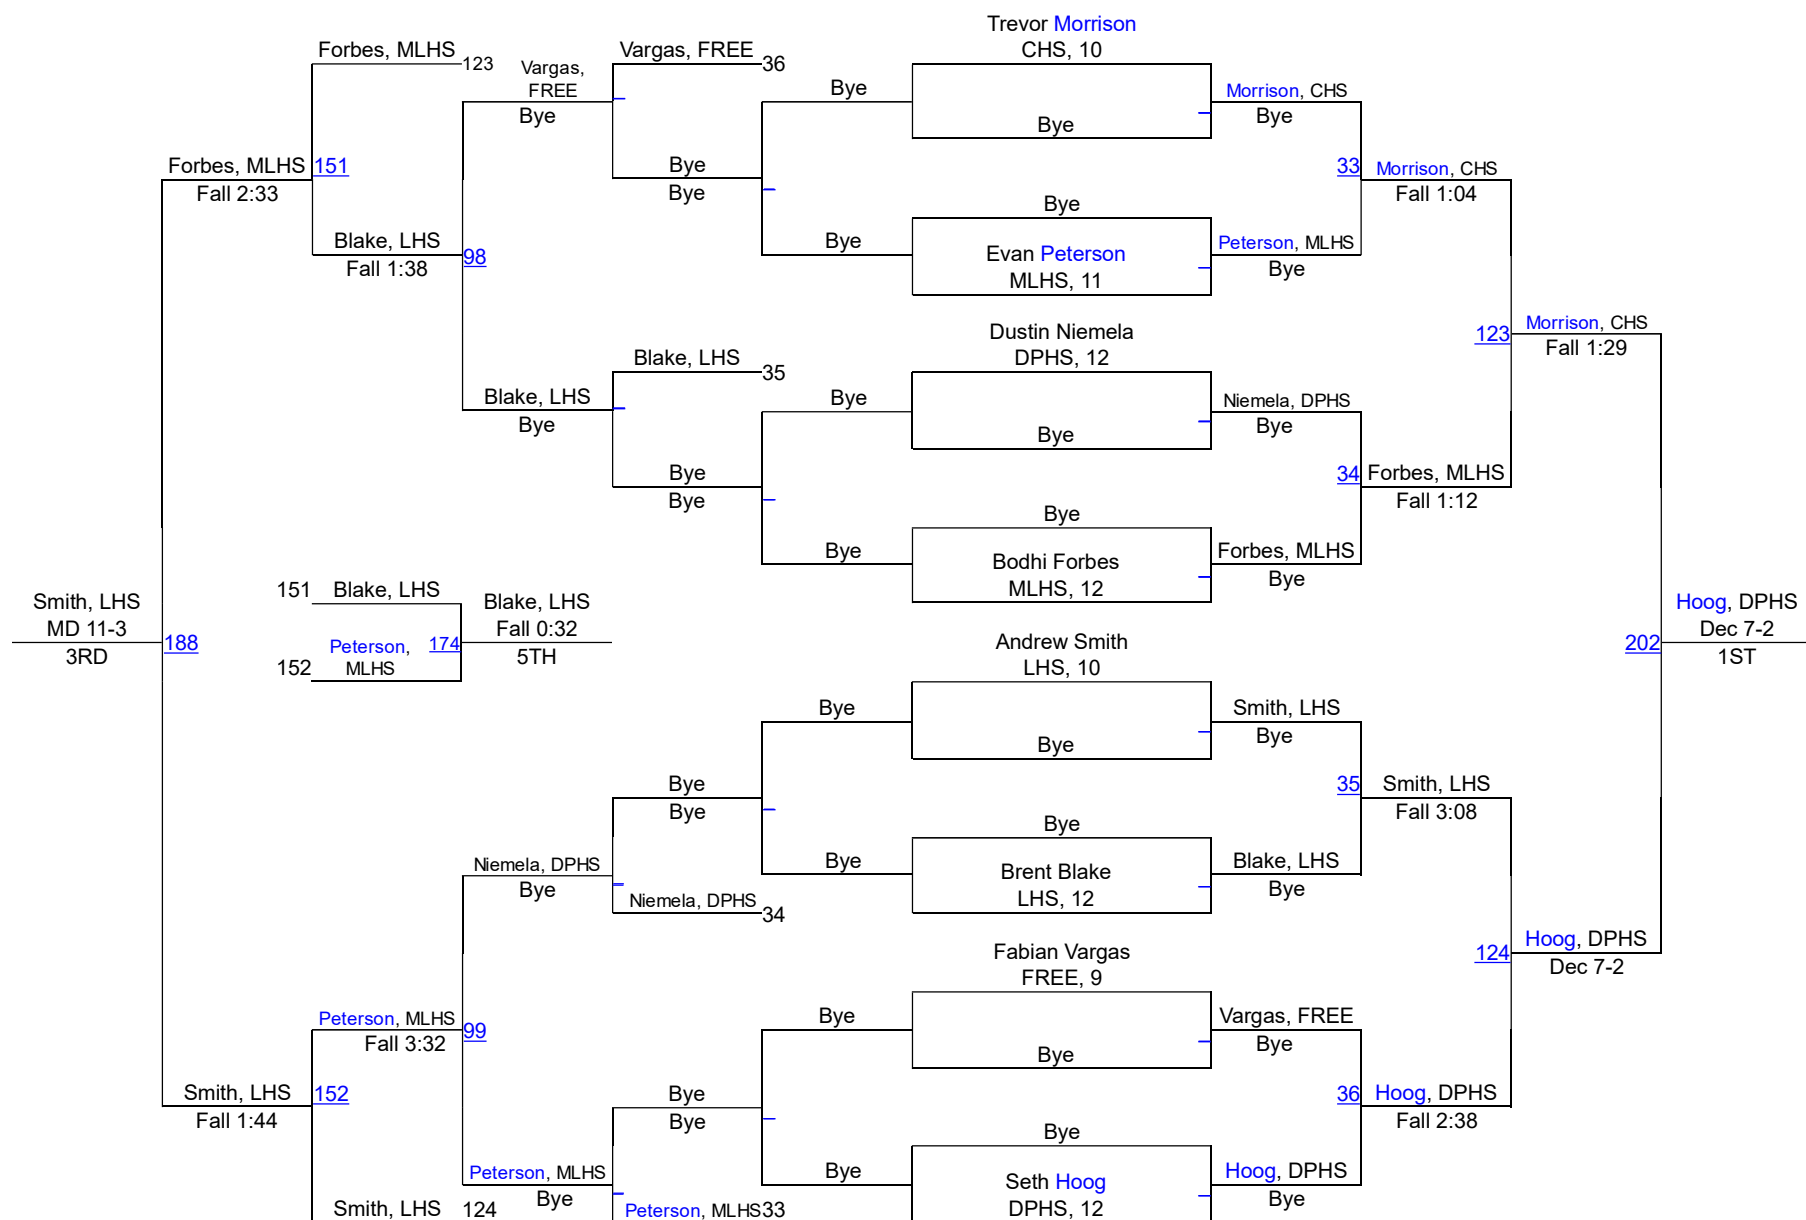 Trevor Morrison
Forbes, MLHS
Vargas, FREE
CHS, 10
123
Vargas,
FREE
36
Bye
Morrison, CHS
Bye
Bye
Bye
Forbes, MLHS
151
Bye
33
Morrison, CHS
Fall 2:33
Bye
Fall 1:04
Bye
Blake, LHS
Bye
Evan Peterson
Peterson, MLHS
Fall 1:38
98
MLHS, 11
Bye
Dustin Niemela
Morrison, CHS
Blake, LHS
DPHS, 12
123
Fall 1:29
35
Blake, LHS
Bye
Niemela, DPHS
Bye
Bye
Bye
Bye
34
Forbes, MLHS
Bye
Fall 1:12
Bye
Bye
Bodhi Forbes
Forbes, MLHS
MLHS, 12
Bye
151
Blake, LHS
Smith, LHS
Blake, LHS
Hoog, DPHS
MD 11-3
Fall 0:32
Dec 7-2
188
Peterson,
MLHS
174
Andrew Smith
202
3RD
152
5TH
LHS, 10
1ST
Bye
Smith, LHS
Bye
Bye
Bye
35
Smith, LHS
Bye
Fall 3:08
Bye
Niemela, DPHS
Bye
Brent Blake
Blake, LHS
Bye
LHS, 12
Bye
Niemela, DPHS
34
Fabian Vargas
124
Hoog, DPHS
FREE, 9
Dec 7-2
Peterson, MLHS
99
Bye
Vargas, FREE
Fall 3:32
Bye
Bye
Smith, LHS
152
Bye
36
Hoog, DPHS
Fall 1:44
Bye
Fall 2:38
Bye
Peterson, MLHS
Bye
Seth Hoog
Hoog, DPHS
Bye
DPHS, 12
Bye
Smith, LHS
124
Peterson, MLHS
33